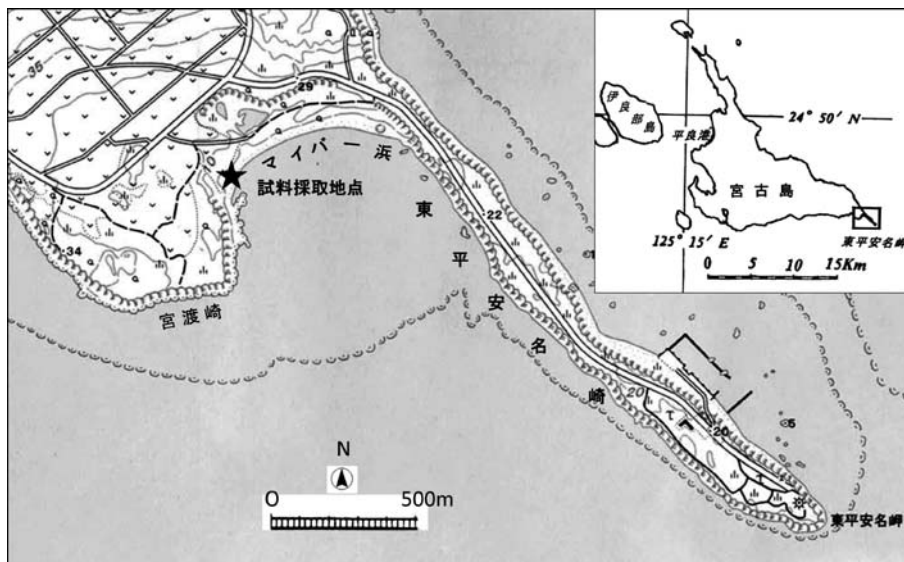 35
29
マイバー浜
試料採取地点
34
宮渡崎
東平安名崎
22
20
20
5
東平安名岬
N
O 500m
伊良部島
平良港
24° 50′ N
宮古島
125° 15′ E
東平安名岬
0 5 10 15Km